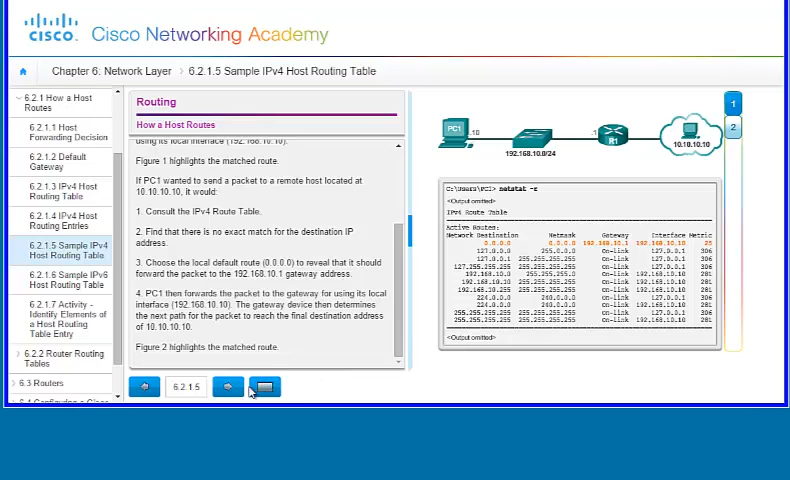 cisco. Cisco Networking Academy
Chapter 6: Network Layer > 6.2.1.5 Sample IPv4 Host Routing Table
6.2.1 How a Host
Routes
6.2.1.1 Host
Forwarding Decision
6.2.1.2 Default
Gateway
6.2.1.3 IPv4 Host
Routing Table
6.2.1.4 IPv4 Host
Routing Entries
6.2.1.5 Sample IPv4
Host Routing Table
6.2.1.6 Sample IPv6
Host Routing Table
6.2.1.7 Activity -
Identify Elements of
a Host Routing
Table Entry
6.2.2 Router Routing
Tables
6.3 Routers
Routing
How a Host Routes
using its local interface (192.168.10.10).
Figure 1 highlights the matched route.
If PC1 wanted to send a packet to a remote host located at
10.10.10.10, it would:
1. Consult the IPv4 Route Table.
2. Find that there is no exact match for the destination IP
address.
3. Choose the local default route (0.0.0.0) to reveal that it should
forward the packet to the 192.168.10.1 gateway address.
4. PC1 then forwards the packet to the gateway for using its local
interface (192.168.10.10). The gateway device then determines
the next path for the packet to reach the final destination address
of 10.10.10.10.
Figure 2 highlights the matched route.
6.2.1.5
PC1 .10 .1 R1
10.10.10.10
192.168.10.0/24
1
2
C:\Users\PC1> netstat -r
<Output omitted>
IPv4 Route Table
Active Routes:
Network Destination Netmask Gateway Interface Metric
0.0.0.0 0.0.0.0 192.168.10.1 192.168.10.10 25
127.0.0.0 255.0.0.0 On-link 127.0.0.1 306
127.0.0.1 255.255.255.255 On-link 127.0.0.1 306
127.255.255.255 255.255.255.255 On-link 127.0.0.1 306
192.168.10.0 255.255.255.0 On-link 192.168.10.10 281
192.168.10.10 255.255.255.255 On-link 192.168.10.10 281
192.168.10.255 255.255.255.255 On-link 192.168.10.10 281
224.0.0.0 240.0.0.0 On-link 127.0.0.1 306
224.0.0.0 240.0.0.0 On-link 192.168.10.10 281
255.255.255.255 255.255.255.255 On-link 127.0.0.1 306
255.255.255.255 255.255.255.255 On-link 192.168.10.10 281
<Output omitted>